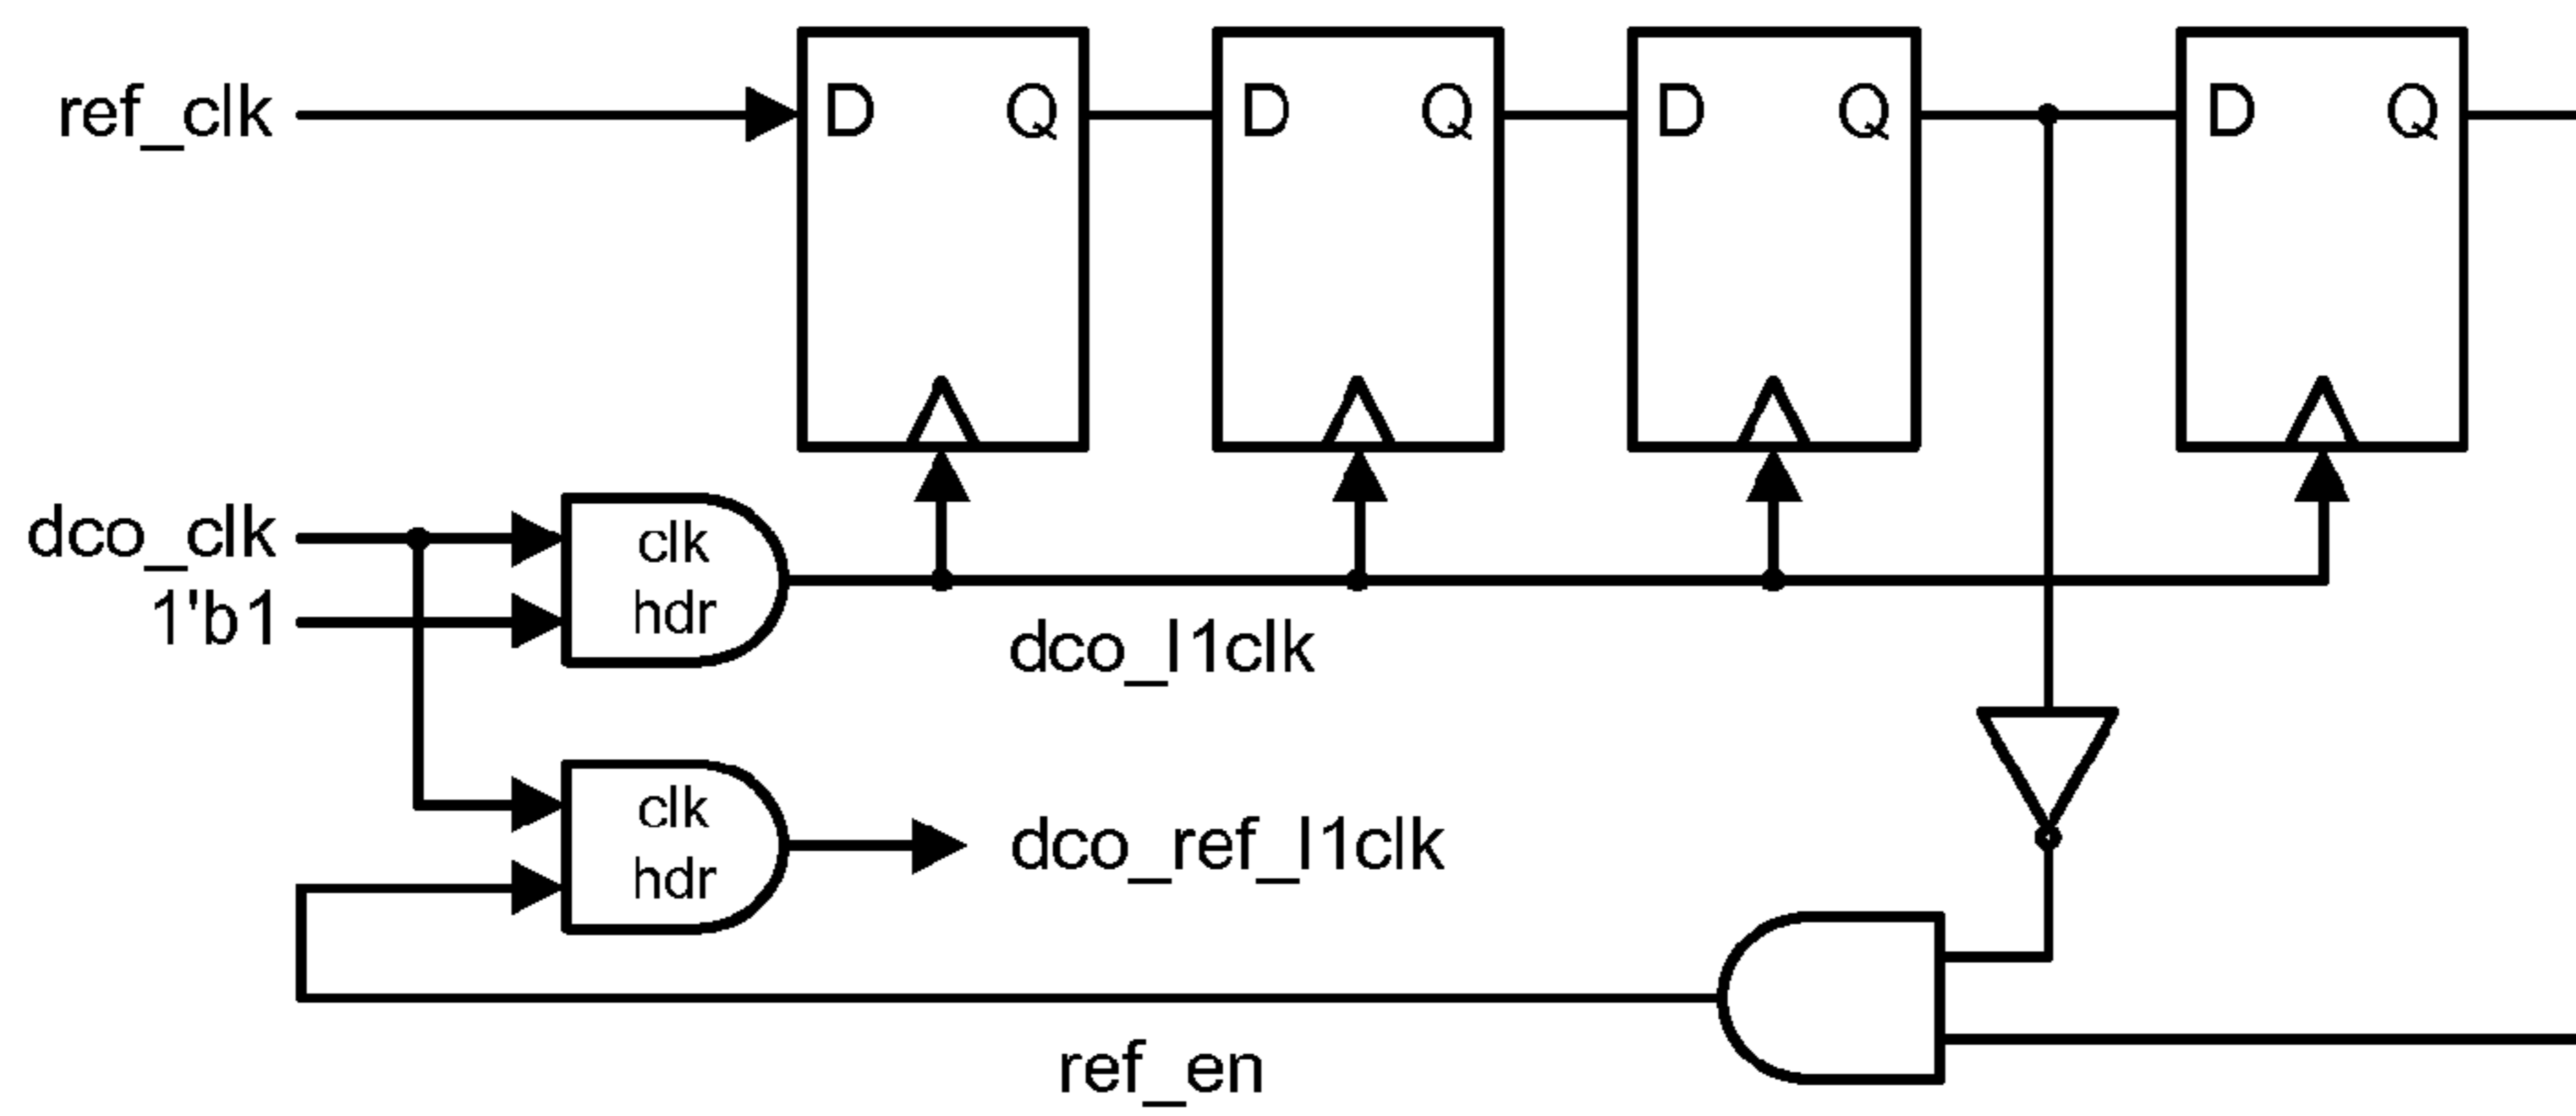 ref_clk
D Q
D Q
D Q
D Q
dco_clk
1'b1
clk
hdr
dco_l1clk
clk
hdr
dco_ref_l1clk
ref_en